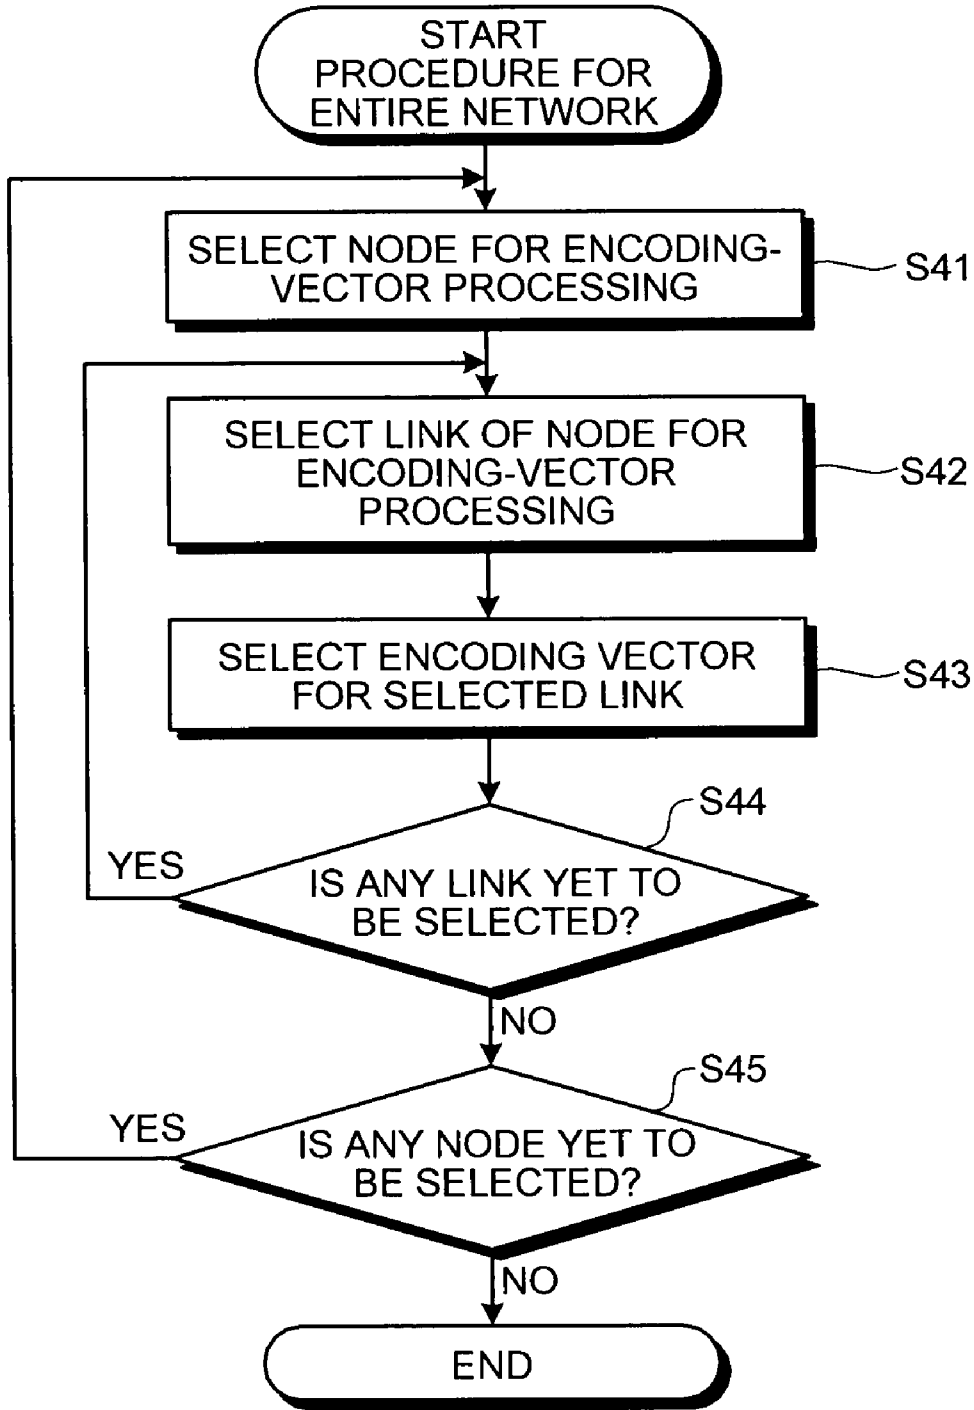 START
PROCEDURE FOR
ENTIRE NETWORK
SELECT NODE FOR ENCODING-
VECTOR PROCESSING
S41
SELECT LINK OF NODE FOR
ENCODING-VECTOR
PROCESSING
S42
SELECT ENCODING VECTOR
FOR SELECTED LINK
S43
S44
YES
IS ANY LINK YET TO
BE SELECTED?
NO
S45
YES
IS ANY NODE YET TO
BE SELECTED?
NO
END